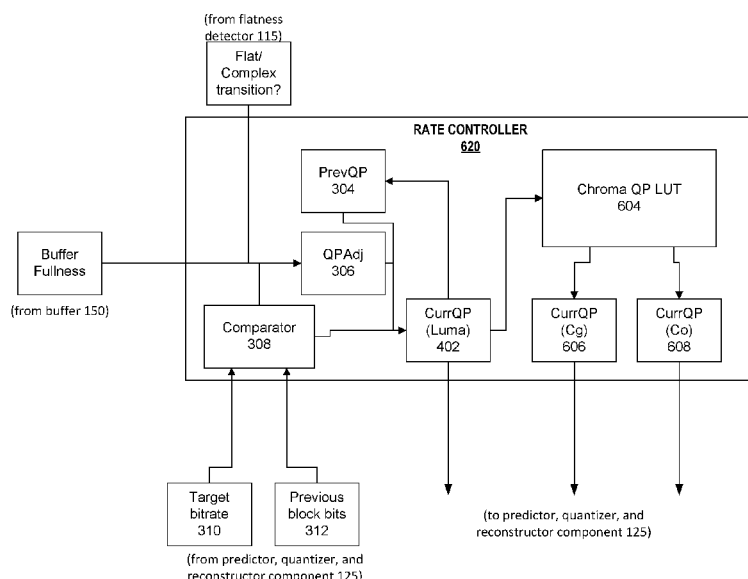 (from flatness
detector 115)
Flat/
Complex
transition?
RATE CONTROLLER
620
PrevQP
304
Chroma QP LUT
604
Buffer
Fullness
(from buffer 150)
QPAdj
306
Comparator
308
CurrQP
(Luma)
402
CurrQP
(Cg)
606
CurrQP
(Co)
608
Target
bitrate
310
Previous
block bits
312
(to predictor, quantizer, and
reconstructor component 125)
(from predictor, quantizer, and
reconstructor component 125)